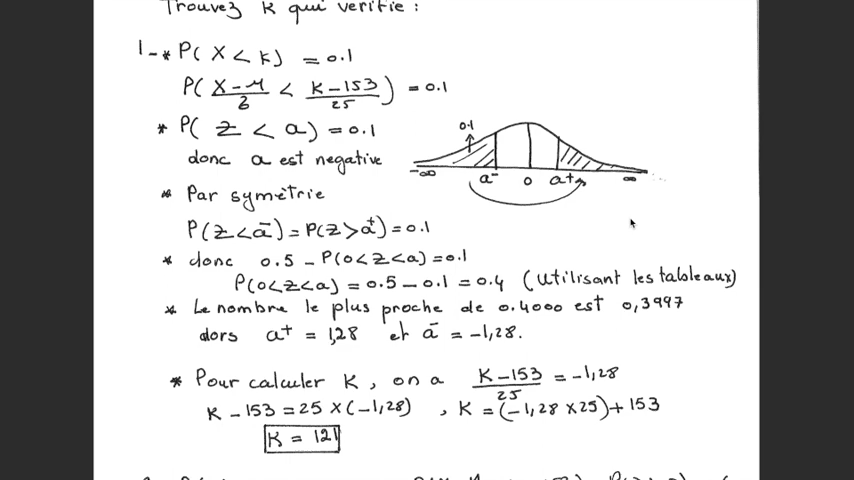 Trouvez K qui verifie :
1-* P( X < K) = 0.1
P( X-μ/б < K-153/25 ) = 0.1
* P( Z < a) = 0.1
donc a est negative
0.1
-∞ a⁻ 0 a+ ∞
* Par symétrie
P(Z<a⁻) = P(Z>a⁺) = 0.1
* donc 0.5 - P(0<Z<a) = 0.1
P(0<Z<a) = 0.5 - 0.1 = 0.4 (Utilisant les tableaux)
* Le nombre le plus proche de 0.4000 est 0,3997
dors a+ = 1,28 et a⁻ = -1,28.
* Pour calculer K, on a K-153/25 = -1,28
K - 153 = 25 × (-1,28) , K = (-1,28 ×25) + 153
K = 121